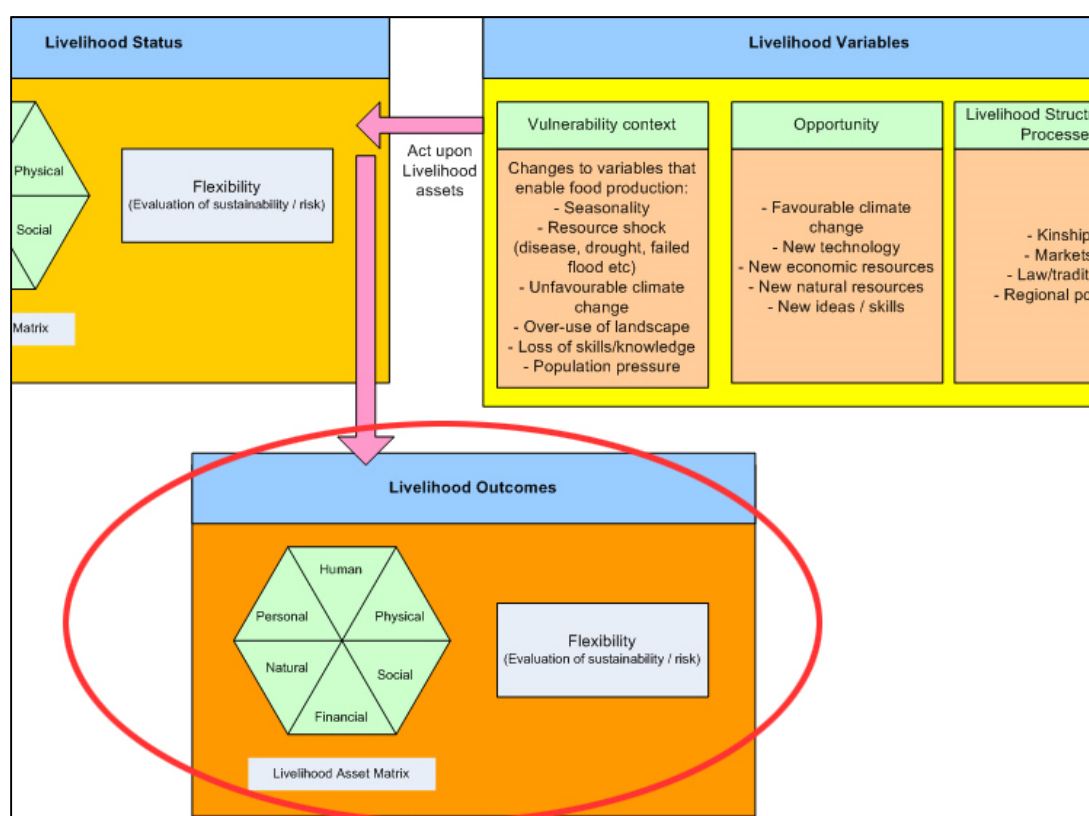 Livelihood Status
Physical
Social
Flexibility
(Evaluation of sustainability / risk)
Matrix
Act upon
Livelihood
assets
Livelihood Variables
Vulnerability context
Changes to variables that
enable food production:
- Seasonality
- Resource shock
(disease, drought, failed
flood etc)
- Unfavourable climate
change
- Over-use of landscape
- Loss of skills/knowledge
- Population pressure
Opportunity
- Favourable climate
change
- New technology
- New economic resources
- New natural resources
- New ideas / skills
Livelihood
- Kinship
- Markets
- Regional
Livelihood Outcomes
Human
Personal
Physical
Natural
Social
Financial
Flexibility
(Evaluation of sustainability / risk)
Livelihood Asset Matrix